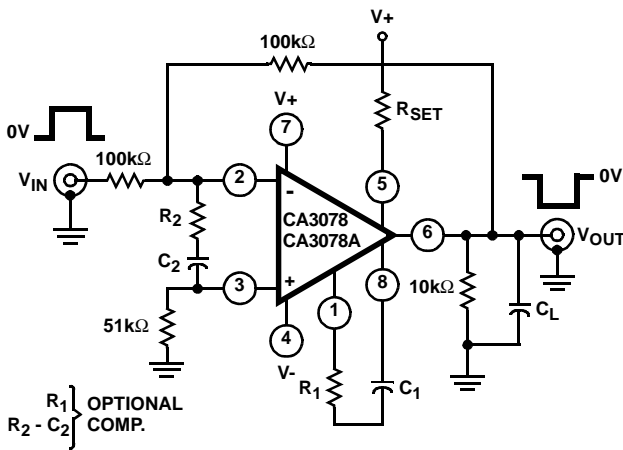 V+
100kΩ
RSET
V+
0V
7
100kΩ
5
0V
VIN
2
-
R2
CA3078
CA3078A
6
VOUT
C2
3
+
8
10kΩ
CL
1
51kΩ
4
V-
R1
C1
R1
R2 - C2
OPTIONAL
COMP.